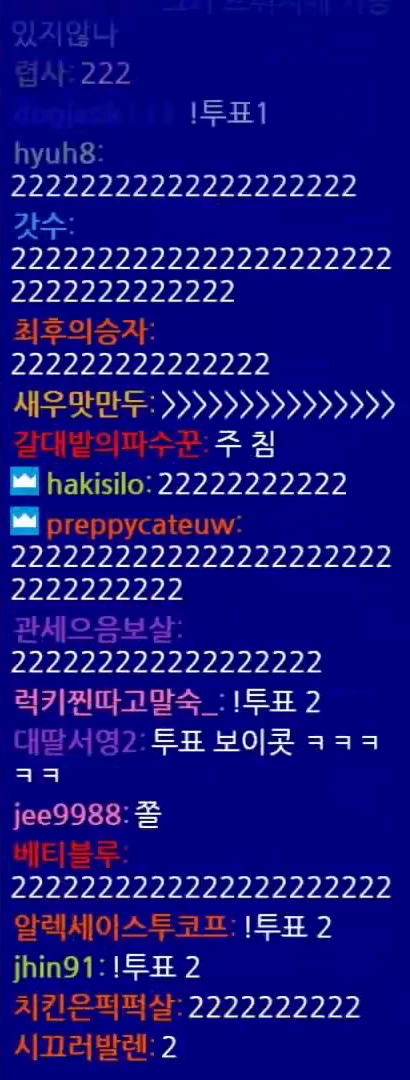 있지않나
렵사: 222
!투표1
hyuh8:
22222222222222222222
갓수:
2222222222222222222222
2222222222222
최후의승자:
222222222222222
새우맛만두: >>>>>>>>>>>>>>>
갈대밭의파수꾼: 주 침
hakisilo: 22222222222
preppycateuw:
2222222222222222222222
2222222222
관세으음보살:
222222222222222222
럭키찐따고말숙_: !투표 2
대딸서영2: 투표 보이콧 ㅋㅋㅋ
ㅋㅋ
jee9988: 쫄
베티블루:
2222222222222222222222
알렉세이스투코프: !투표 2
jhin91: !투표 2
치킨은퍽퍽살: 2222222222
시끄러발렌: 2